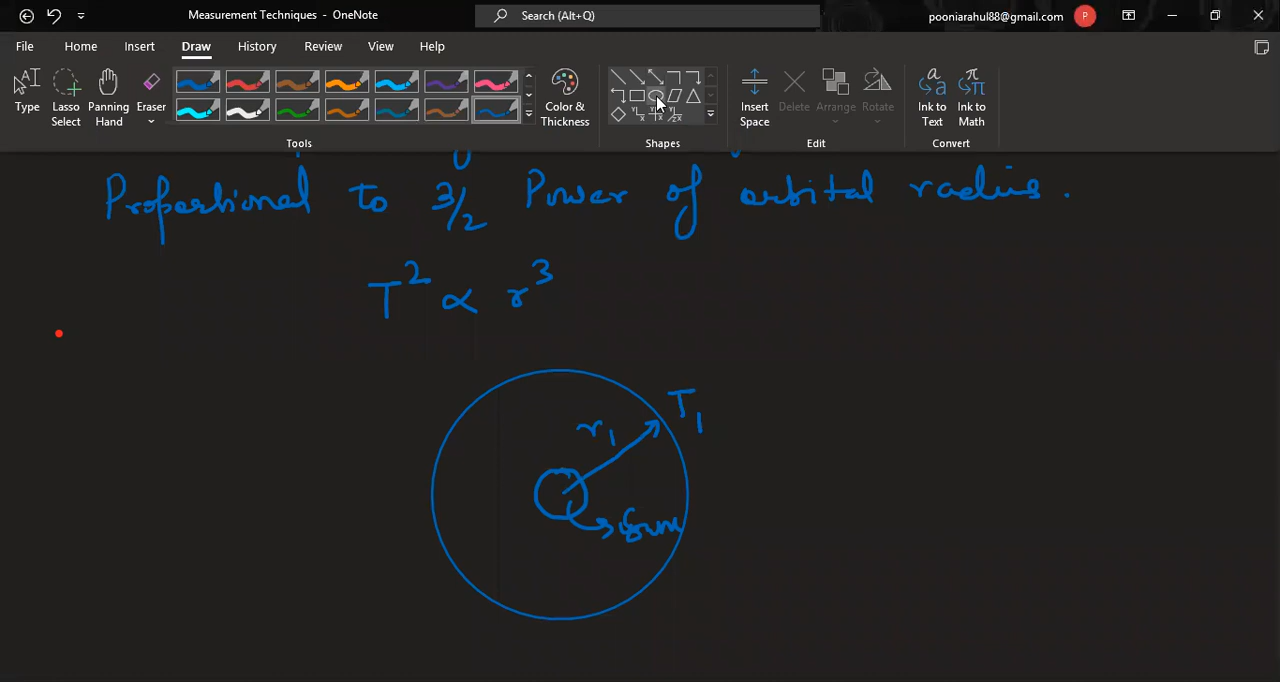 Measurement Techniques - OneNote
Search (Alt+Q)
pooniarahul88@gmail.com
P
File Home Insert Draw View History Review View Help
Type
Lasso Select
Panning Hand
Eraser
Color & Thickness
Insert Space
Delete
Arrange
Rotate
Ink to Text
Ink to Math
Tools
Shapes
Edit
Convert
Proportional to 3/2 Power of orbital radius.
T² ∝ r³
T₁
r₁
Sun